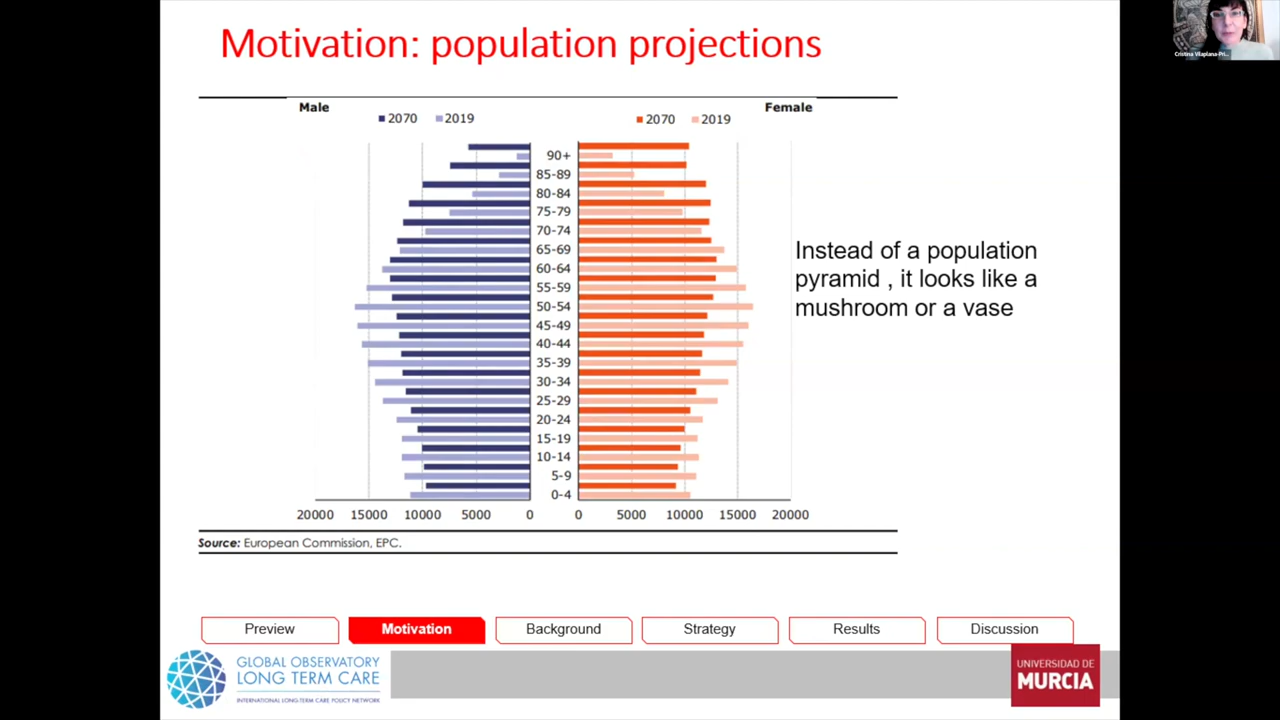 Motivation: population projections
Male
Female
2070 2019
2070 2019
90+
85-89
80-84
75-79
70-74
65-69
60-64
55-59
50-54
45-49
40-44
35-39
30-34
25-29
20-24
15-19
10-14
5-9
0-4
20000 15000 10000 5000 0
0 5000 10000 15000 20000
Instead of a population
pyramid , it looks like a
mushroom or a vase
Source: European Commission, EPC.
Preview
Motivation
Background
Strategy
Results
Discussion
GLOBAL OBSERVATORY
LONG TERM CARE
INTERNATIONAL LONG-TERM CARE POLICY NETWORK
UNIVERSIDAD DE
MURCIA
Cristina Vilaplana-Pri...